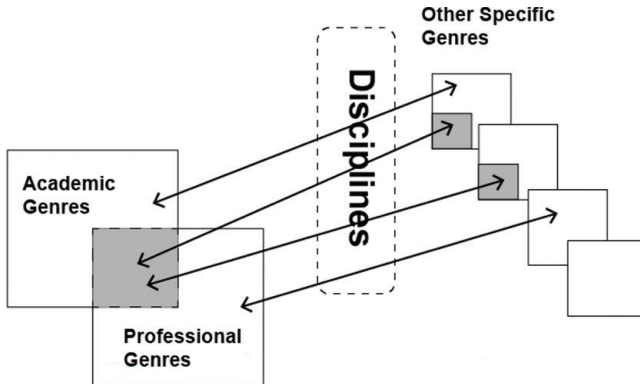 Other Specific
Genres
Disciplines
Academic
Genres
Professional
Genres